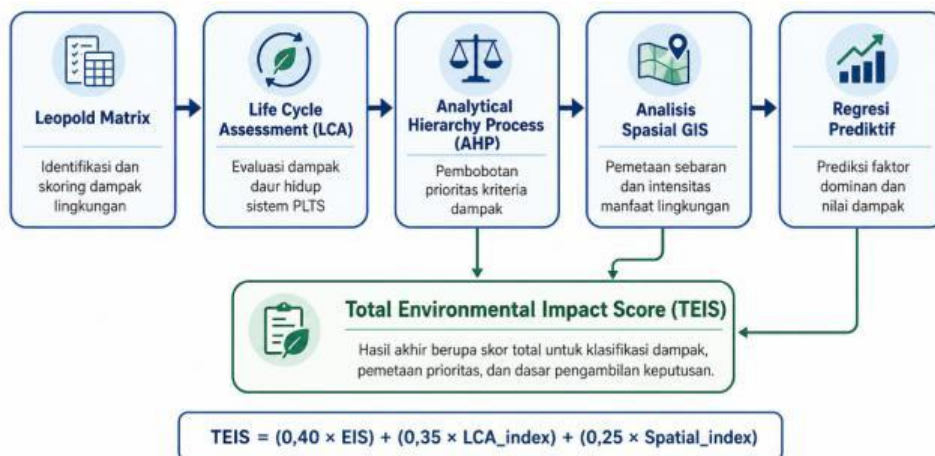 Leopold Matrix
Identifikasi dan
skoring dampak
lingkungan
Life Cycle
Assessment (LCA)
Evaluasi dampak
daur hidup
sistem PLTS
Analytical
Hierarchy Process
(AHP)
Pembobotan
prioritas kriteria
dampak
Analisis
Spasial GIS
Pemetaan sebaran
dan intensitas
manfaat lingkungan
Regresi
Prediktif
Prediksi faktor
dominan dan
nilai dampak
Total Environmental Impact Score (TEIS)
Hasil akhir berupa skor total untuk klasifikasi dampak,
pemetaan prioritas, dan dasar pengambilan keputusan.
TEIS = (0,40 × EIS) + (0,35 × LCA_index) + (0,25 × Spatial_index)